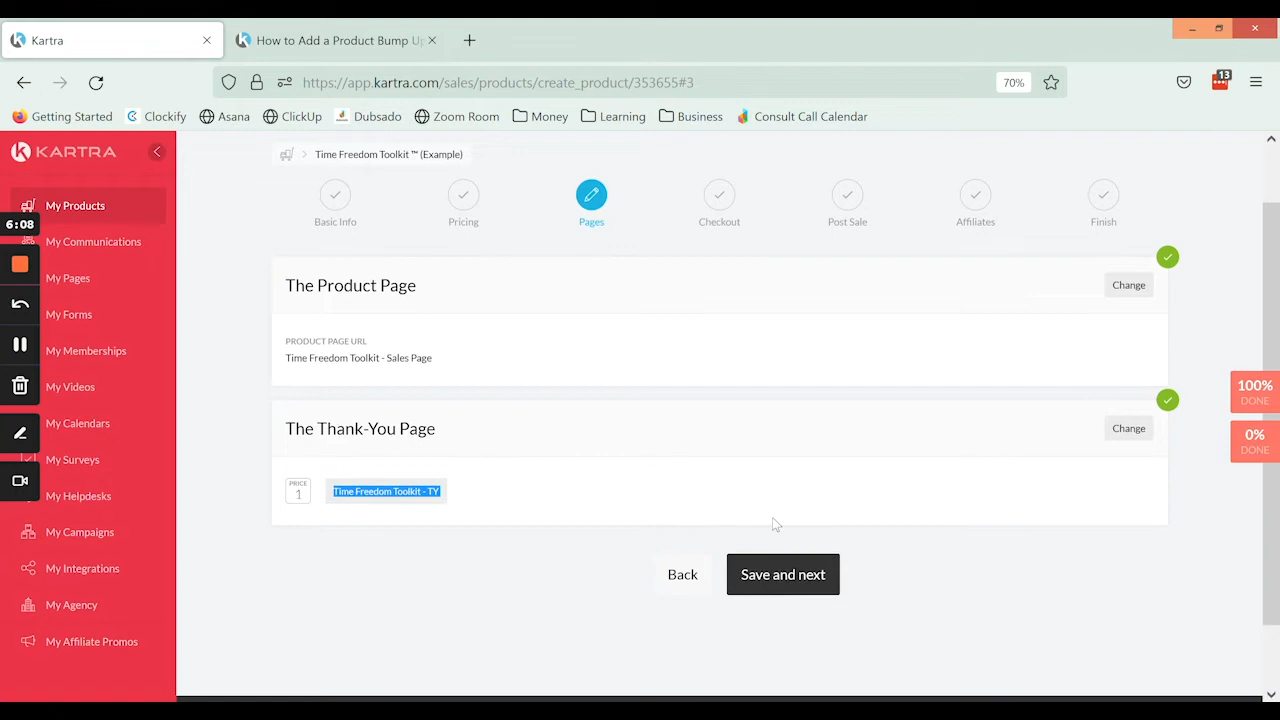 Kartra
How to Add a Product Bump Up
https://app.kartra.com/sales/products/create_product/353655#3
70%
13
Getting Started
Clockify
Asana
ClickUp
Dubsado
Zoom Room
Money
Learning
Business
Consult Call Calendar
KARTRA
Time Freedom Toolkit ™ (Example)
My Products
6:08
My Communications
My Pages
My Forms
My Memberships
My Videos
My Calendars
My Surveys
My Helpdesks
My Campaigns
My Integrations
My Agency
My Affiliate Promos
Basic Info
Pricing
Pages
Checkout
Post Sale
Affiliates
Finish
The Product Page
Change
PRODUCT PAGE URL
Time Freedom Toolkit - Sales Page
The Thank-You Page
Change
PRICE
1
Time Freedom Toolkit - TY
Back
Save and next
100%
DONE
0%
DONE